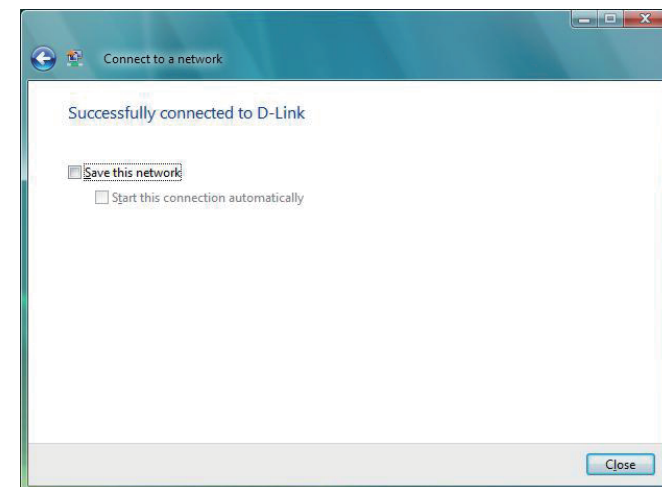 Connect to a network
Successfully connected to D-Link
Save this network
Start this connection automatically
Close